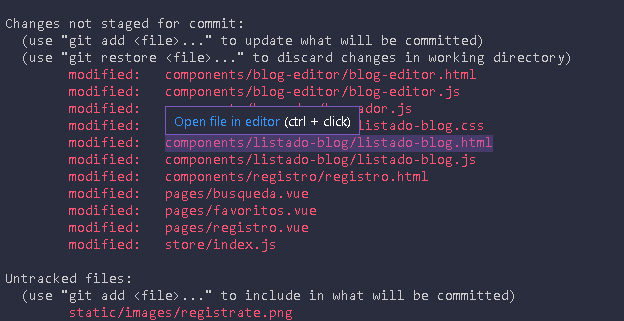 Changes not staged for commit:
(use "git add <file>..." to update what will be committed)
(use "git restore <file>..." to discard changes in working directory)
modified: components/blog-editor/blog-editor.html
modified: components/blog-editor/blog-editor.js
modified: ador.js
Open file in editor (ctrl + click)
modified: listado-blog.css
modified: components/listado-blog/listado-blog.html
modified: components/listado-blog/listado-blog.js
modified: components/registro/registro.html
modified: pages/busqueda.vue
modified: pages/favoritos.vue
modified: pages/registro.vue
modified: store/index.js
Untracked files:
(use "git add <file>..." to include in what will be committed)
static/images/registrate.png